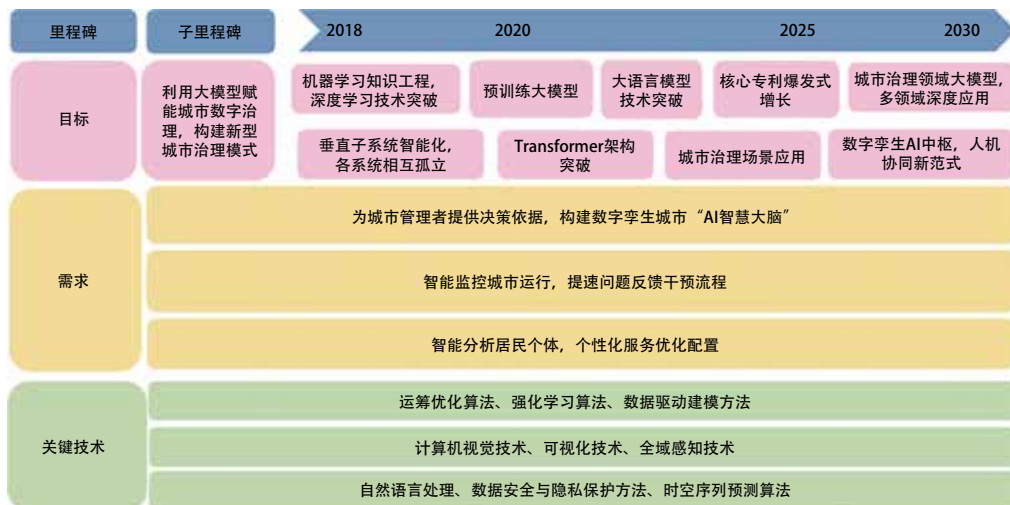 里程碑
子里程碑
2018
2020
2025
2030
目标
利用大模型赋
能城市数字治
理，构建新型
城市治理模式
机器学习知识工程，
深度学习技术突破
预训练大模型
大语言模型
技术突破
核心专利爆发式
增长
城市治理领域大模型，
多领域深度应用
垂直子系统智能化，
各系统相互孤立
Transformer架构
突破
城市治理场景应用
数字孪生AI中枢，人机
协同新范式
需求
为城市管理者提供决策依据，构建数字孪生城市“AI智慧大脑”
智能监控城市运行，提速问题反馈干预流程
智能分析居民个体，个性化服务优化配置
关键技术
运筹优化算法、强化学习算法、数据驱动建模方法
计算机视觉技术、可视化技术、全域感知技术
自然语言处理、数据安全与隐私保护方法、时空序列预测算法